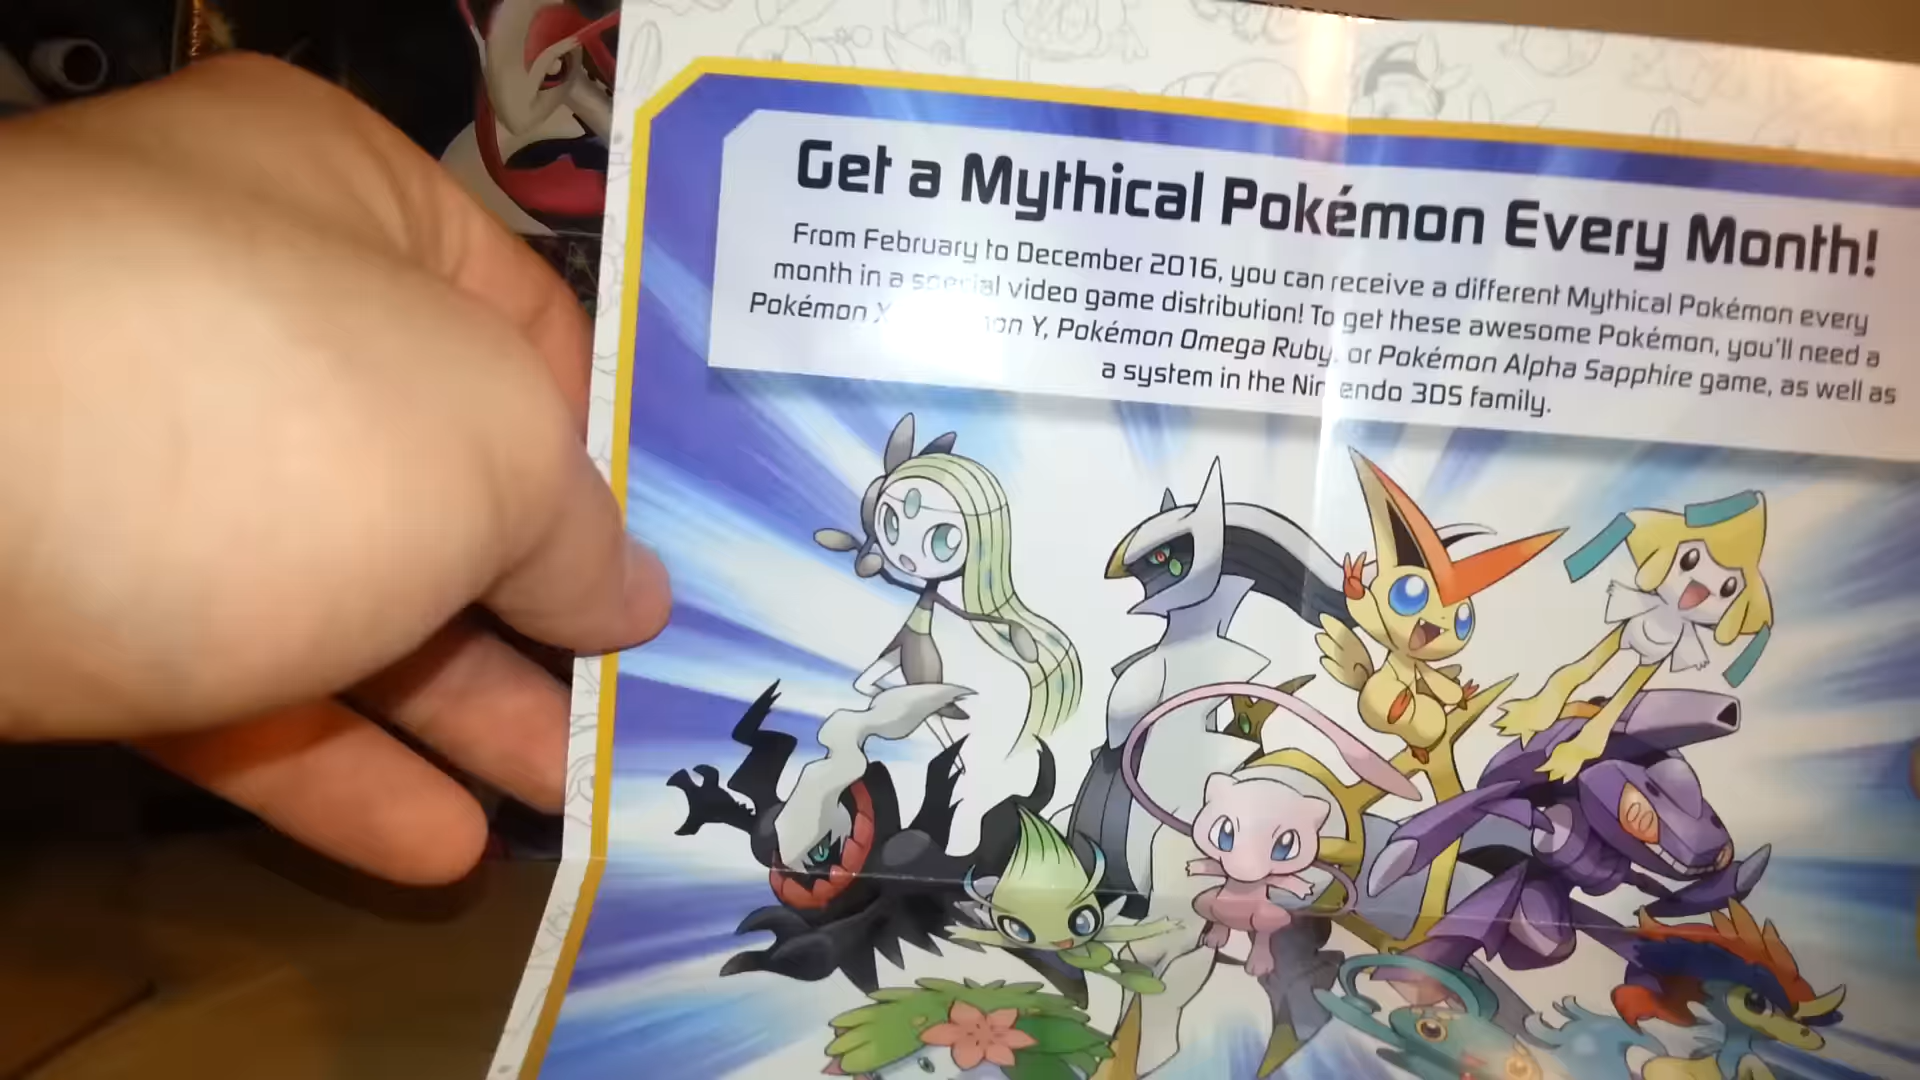 Get a Mythical Pokémon Every Month!
From February to December 2016, you can receive a different Mythical Pokémon every
month in a special video game distribution! To get these awesome Pokémon, you'll need a
Pokémon X Y, Pokémon Omega Ruby, or Pokémon Alpha Sapphire game, as well as
a system in the Nintendo 3DS family.